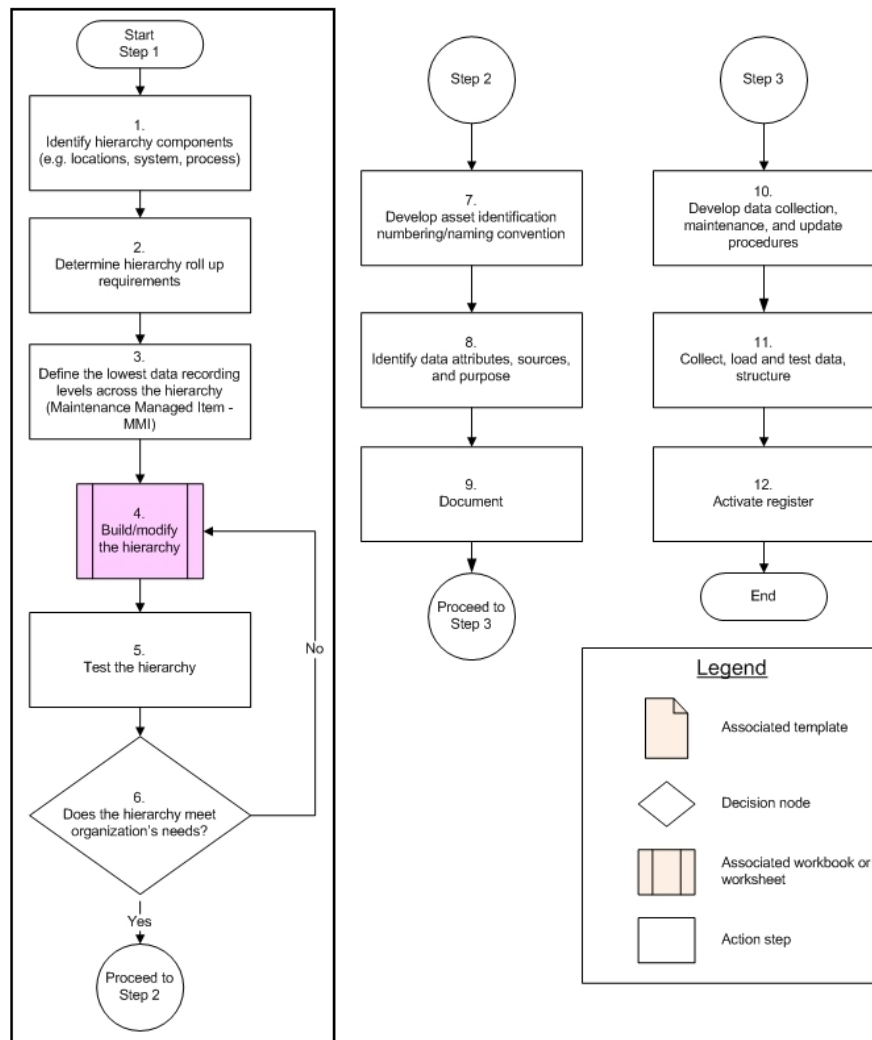 Start
Step 1
1.
Identify hierarchy components
(e.g. locations, system, process)
2.
Determine hierarchy roll up
requirements
3.
Define the lowest data recording
levels across the hierarchy
(Maintenance Managed Item -
MMI)
4.
Build/modify
the hierarchy
5.
Test the hierarchy
No
6.
Does the hierarchy meet
organization's needs?
Yes
Proceed to
Step 2
Step 2
7.
Develop asset identification
numbering/naming convention
8.
Identify data attributes, sources,
and purpose
9.
Document
Proceed to
Step 3
Step 3
10.
Develop data collection,
maintenance, and update
procedures
11.
Collect, load and test data,
structure
12.
Activate register
End
Legend
Associated template
Decision node
Associated workbook or
worksheet
Action step